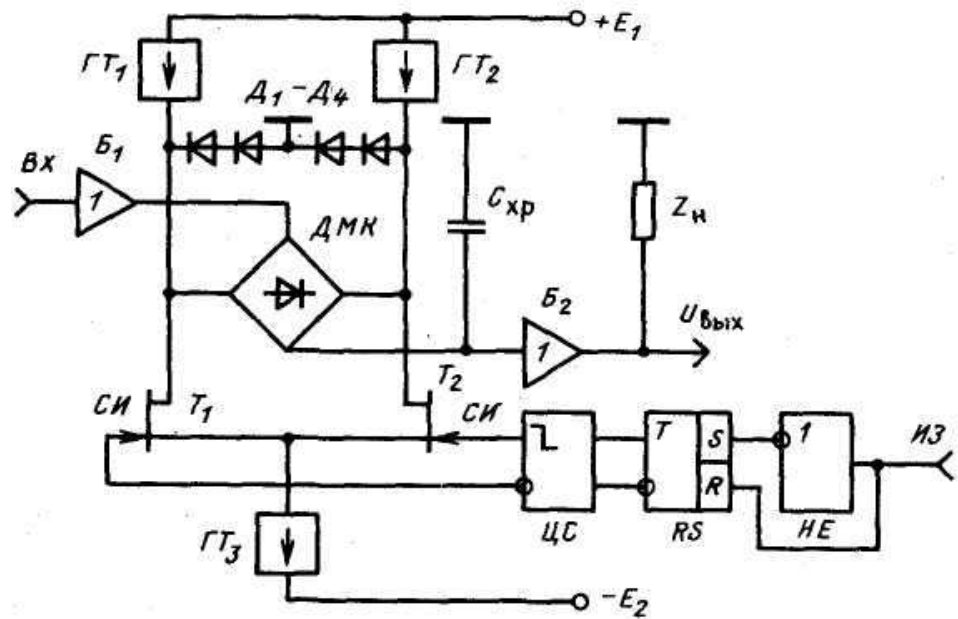 +E₁
ГТ₁
ГТ₂
Д₁-Д₄
Вх
Б₁
1
ДМК
Cхр
Zн
Б₂
1
Uвых
СИ
T₁
T₂
СИ
T
S
R
1
ИЗ
ЦС
RS
НЕ
ГТ₃
-E₂